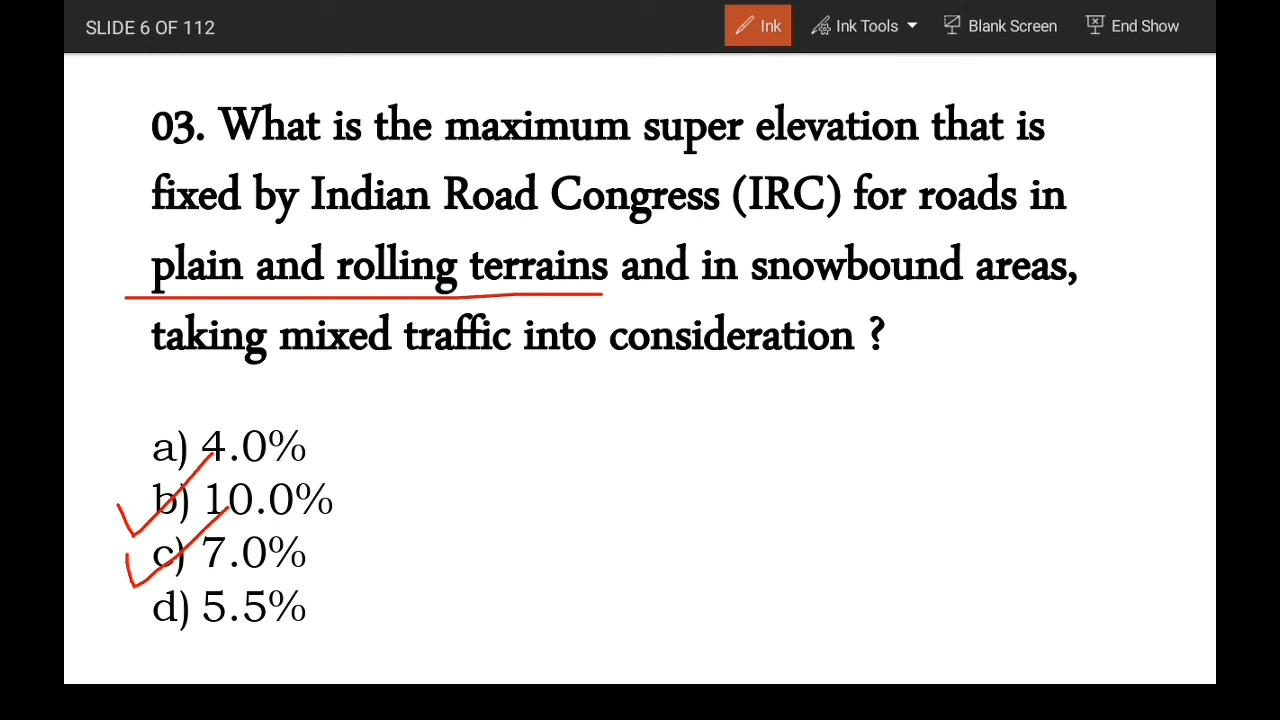 SLIDE 6 OF 112
Ink
Ink Tools
Blank Screen
End Show
03. What is the maximum super elevation that is
fixed by Indian Road Congress (IRC) for roads in
plain and rolling terrains and in snowbound areas,
taking mixed traffic into consideration ?
a) 4.0%
b) 10.0%
c) 7.0%
d) 5.5%